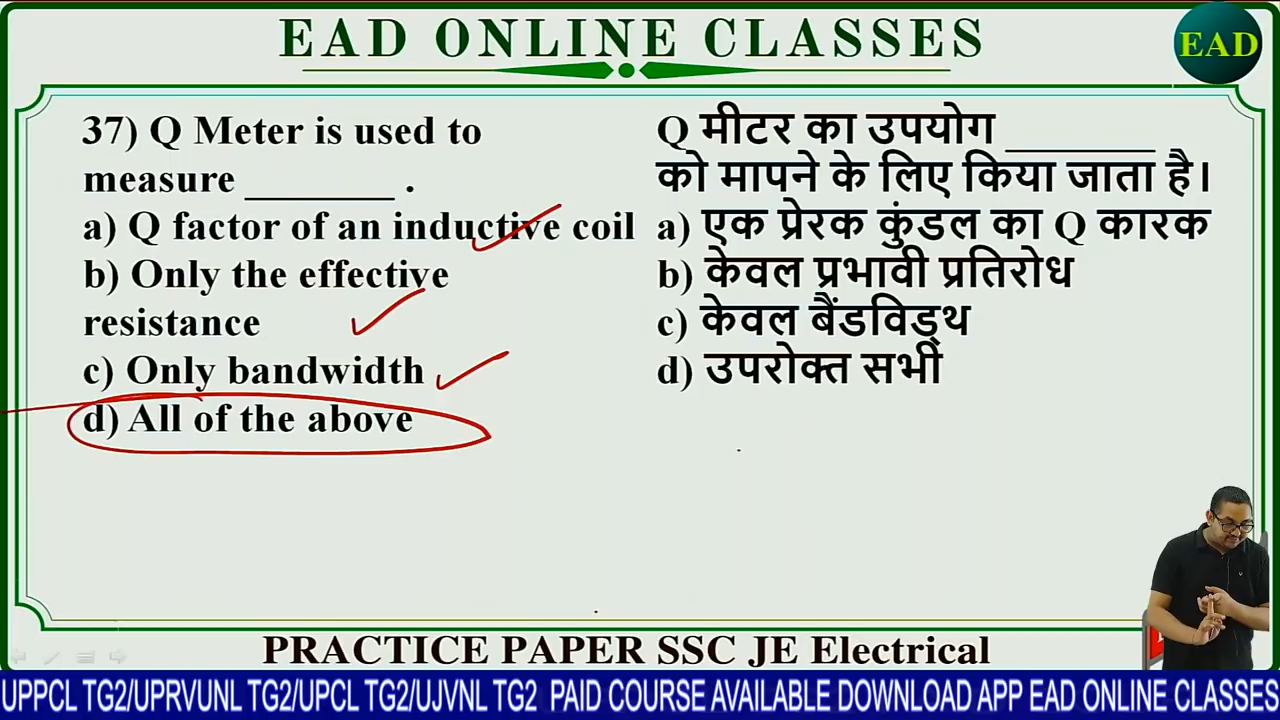 EAD ONLINE CLASSES
EAD
37) Q Meter is used to
measure _______ .
a) Q factor of an inductive coil
b) Only the effective
resistance
c) Only bandwidth
d) All of the above
Q मीटर का उपयोग _______
को मापने के लिए किया जाता है।
a) एक प्रेरक कुंडल का Q कारक
b) केवल प्रभावी प्रतिरोध
c) केवल बैंडविड्थ
d) उपरोक्त सभी
PRACTICE PAPER SSC JE Electrical
UPPCL TG2/UPRVUNL TG2/UPCL TG2/UJVNL TG2 PAID COURSE AVAILABLE DOWNLOAD APP EAD ONLINE CLASSES